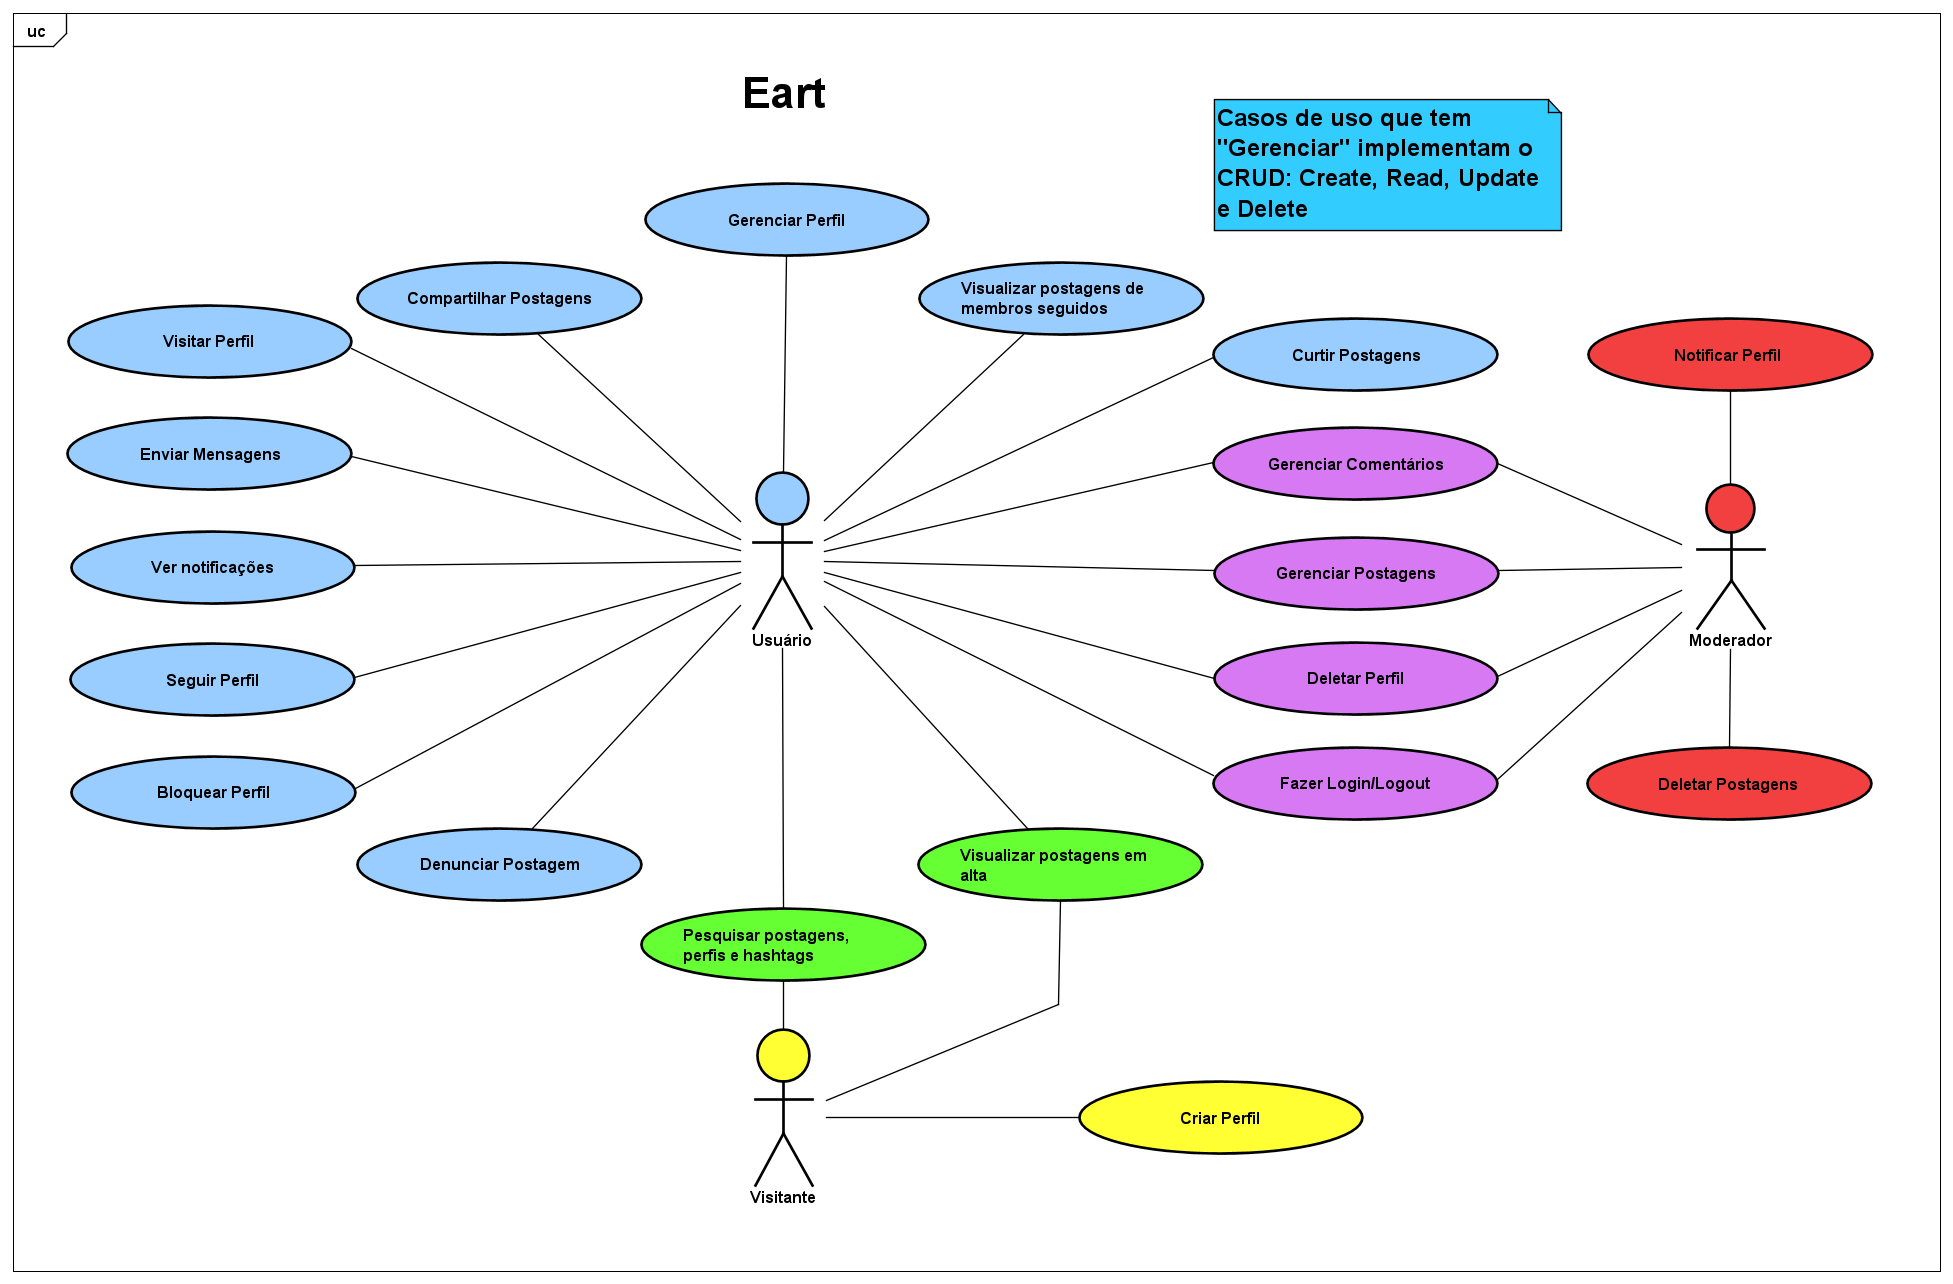 uc
Eart
Casos de uso que tem
"Gerenciar" implementam o
CRUD: Create, Read, Update
e Delete
Gerenciar Perfil
Compartilhar Postagens
Visualizar postagens de
membros seguidos
Visitar Perfil
Curtir Postagens
Notificar Perfil
Enviar Mensagens
Gerenciar Comentários
Ver notificações
Gerenciar Postagens
Usuário
Moderador
Seguir Perfil
Deletar Perfil
Bloquear Perfil
Fazer Login/Logout
Deletar Postagens
Denunciar Postagem
Visualizar postagens em
alta
Pesquisar postagens,
perfis e hashtags
Criar Perfil
Visitante